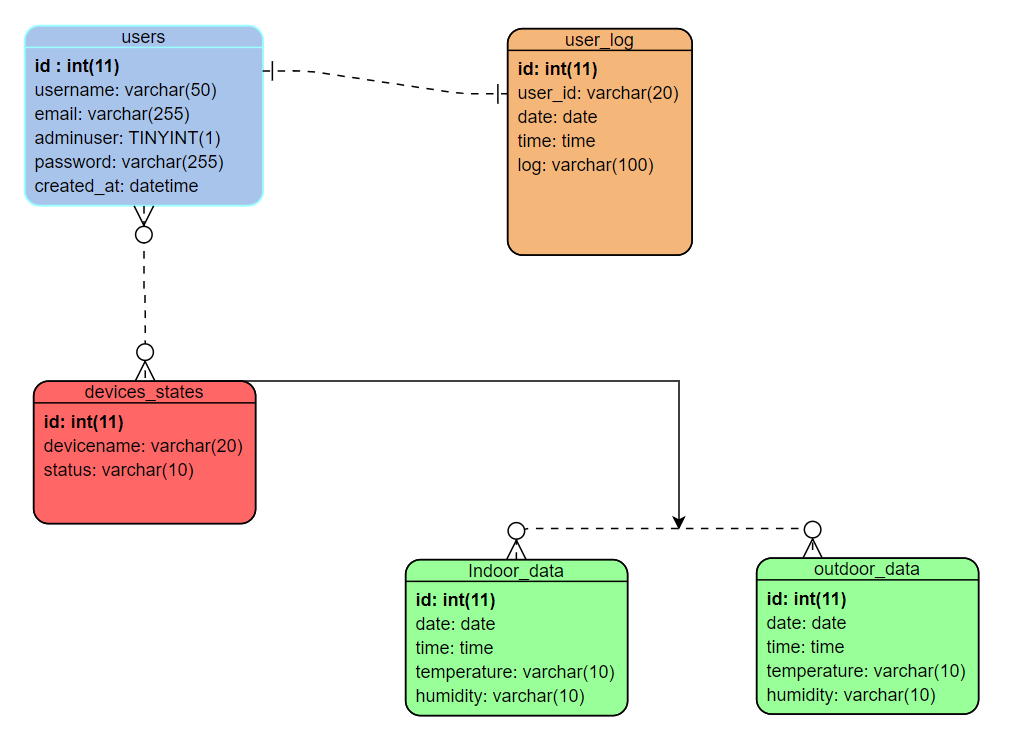 users
id : int(11)
username: varchar(50)
email: varchar(255)
adminuser: TINYINT(1)
password: varchar(255)
created_at: datetime
user_log
id: int(11)
user_id: varchar(20)
date: date
time: time
log: varchar(100)
devices_states
id: int(11)
devicename: varchar(20)
status: varchar(10)
Indoor_data
id: int(11)
date: date
time: time
temperature: varchar(10)
humidity: varchar(10)
outdoor_data
id: int(11)
date: date
time: time
temperature: varchar(10)
humidity: varchar(10)